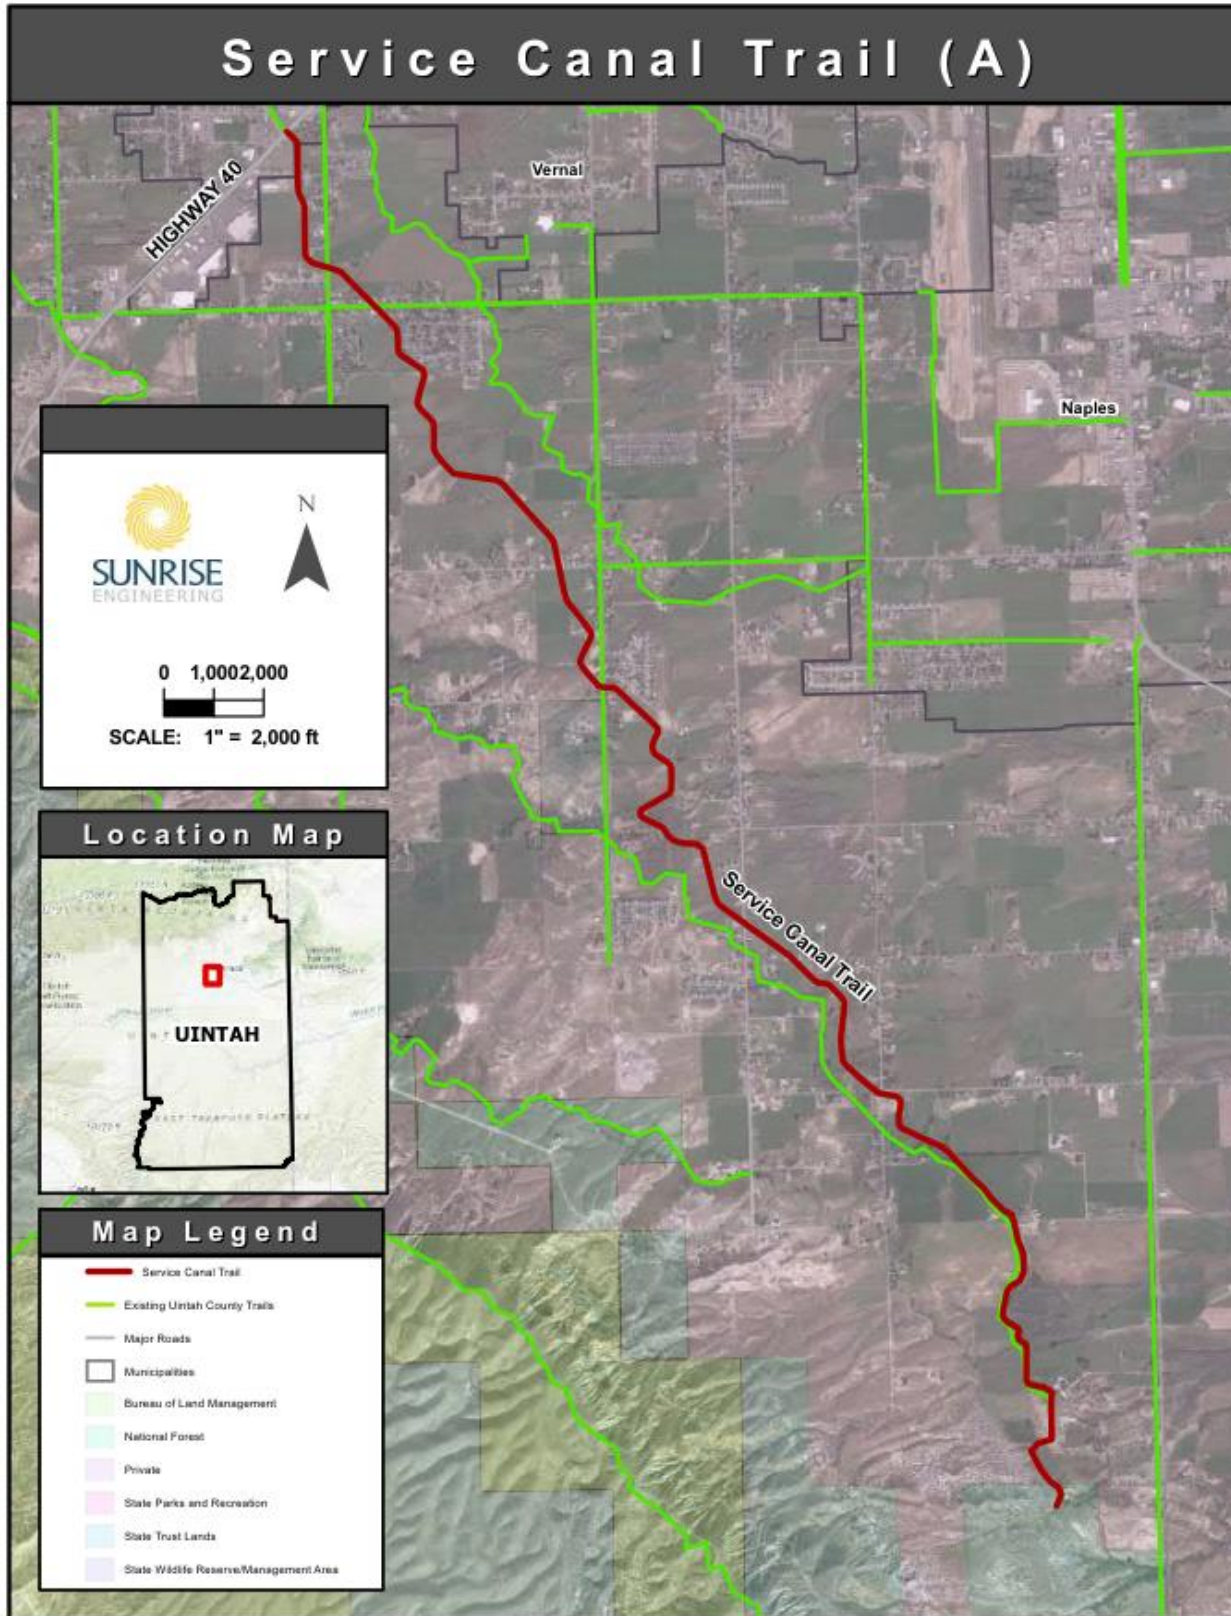 Service Canal Trail (A)
HIGHWAY 40
Vernal
Naples
N
SUNRISE
ENGINEERING
0 1,0002,000
SCALE: 1" = 2,000 ft
Service Canal Trail
Location Map
UINTAH
Map Legend
Service Canal Trail
Existing Uintah County Trails
Major Roads
Municipalities
Bureau of Land Management
National Forest
Private
State Parks and Recreation
State Trust Lands
State Wildlife Reserve/Management Area